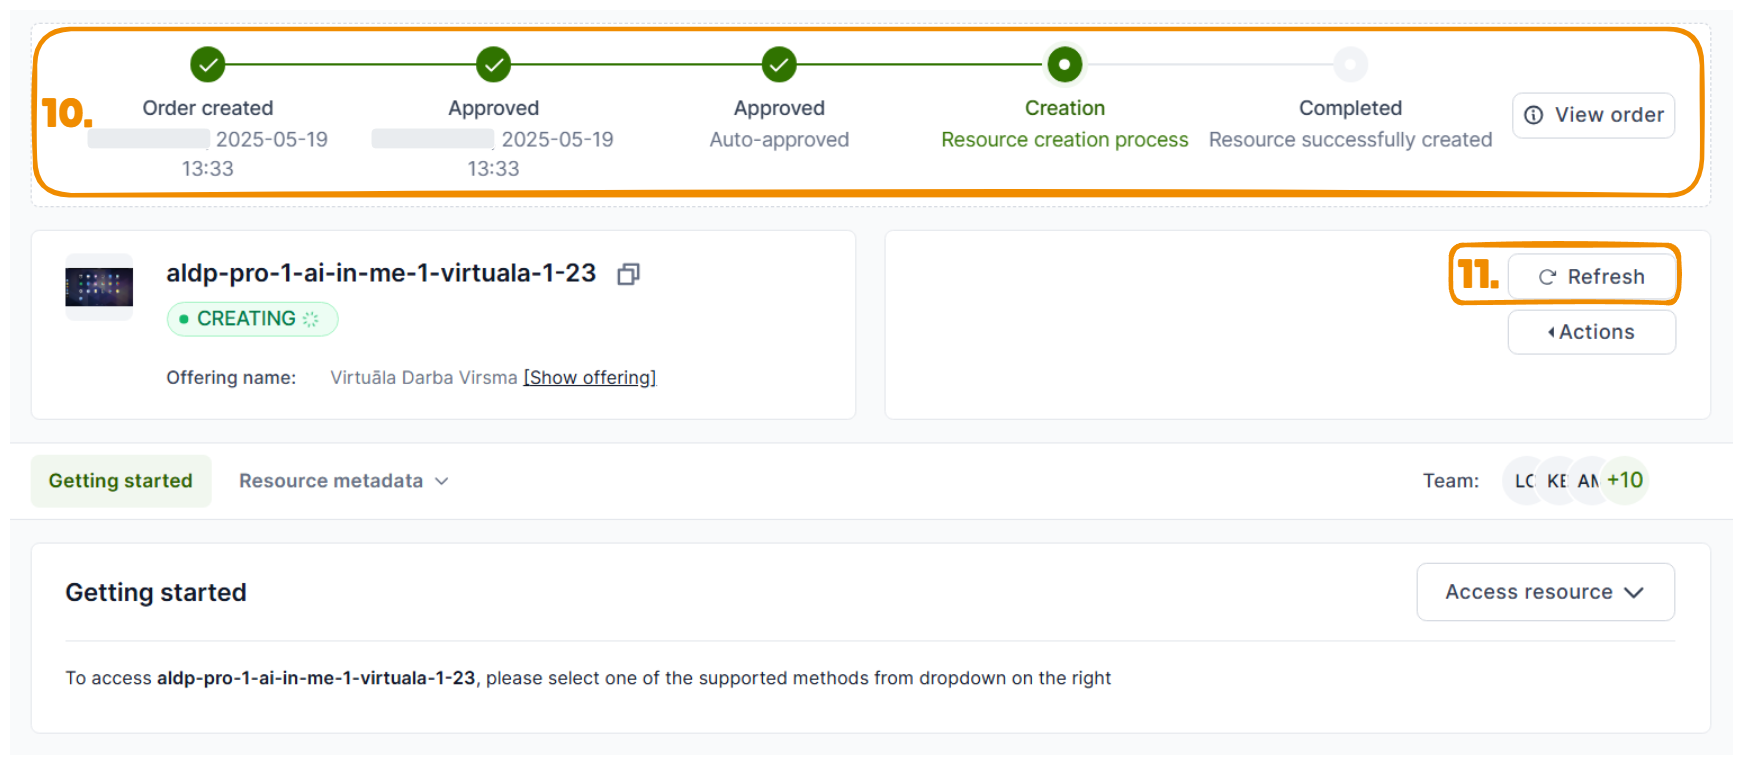 10.
Order created
2025-05-19
13:33
Approved
2025-05-19
13:33
Approved
Auto-approved
Creation
Resource creation process
Completed
Resource successfully created
View order
aldp-pro-1-ai-in-me-1-virtuala-1-23
CREATING
Offering name: Virtuāla Darba Virsma [Show offering]
11.
Refresh
Actions
Getting started
Resource metadata
Team: LC KE AM +10
Getting started
Access resource
To access aldp-pro-1-ai-in-me-1-virtuala-1-23, please select one of the supported methods from dropdown on the right